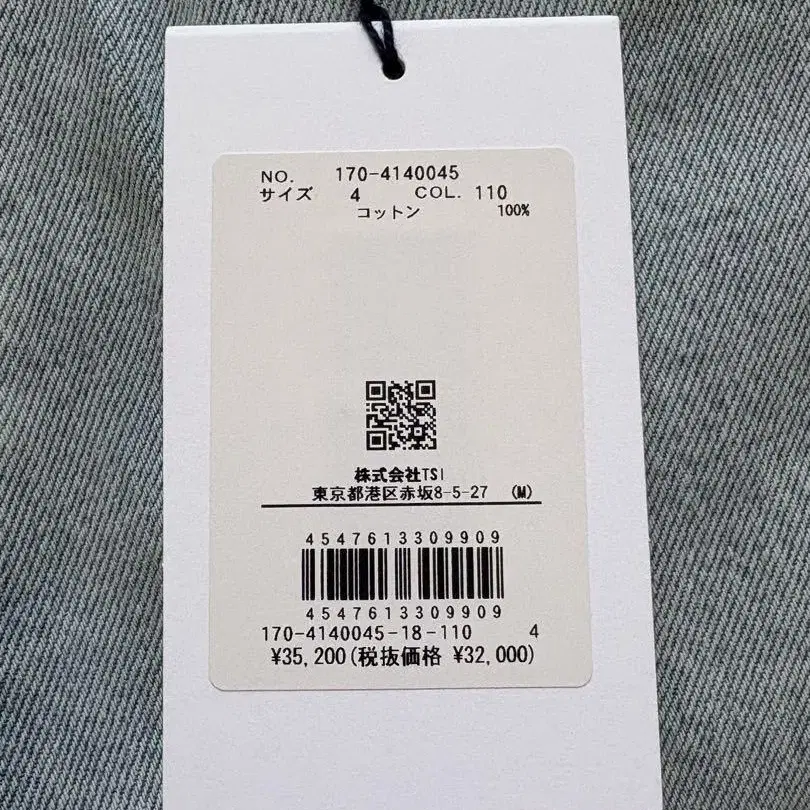 NO. 170-4140045
サイズ 4 COL. 110
コットン 100%
株式会社TSI
東京都港区赤坂8-5-27 (M)
4547613309909
4547613309909
170-4140045-18-110 4
¥35,200(税抜価格 ¥32,000)